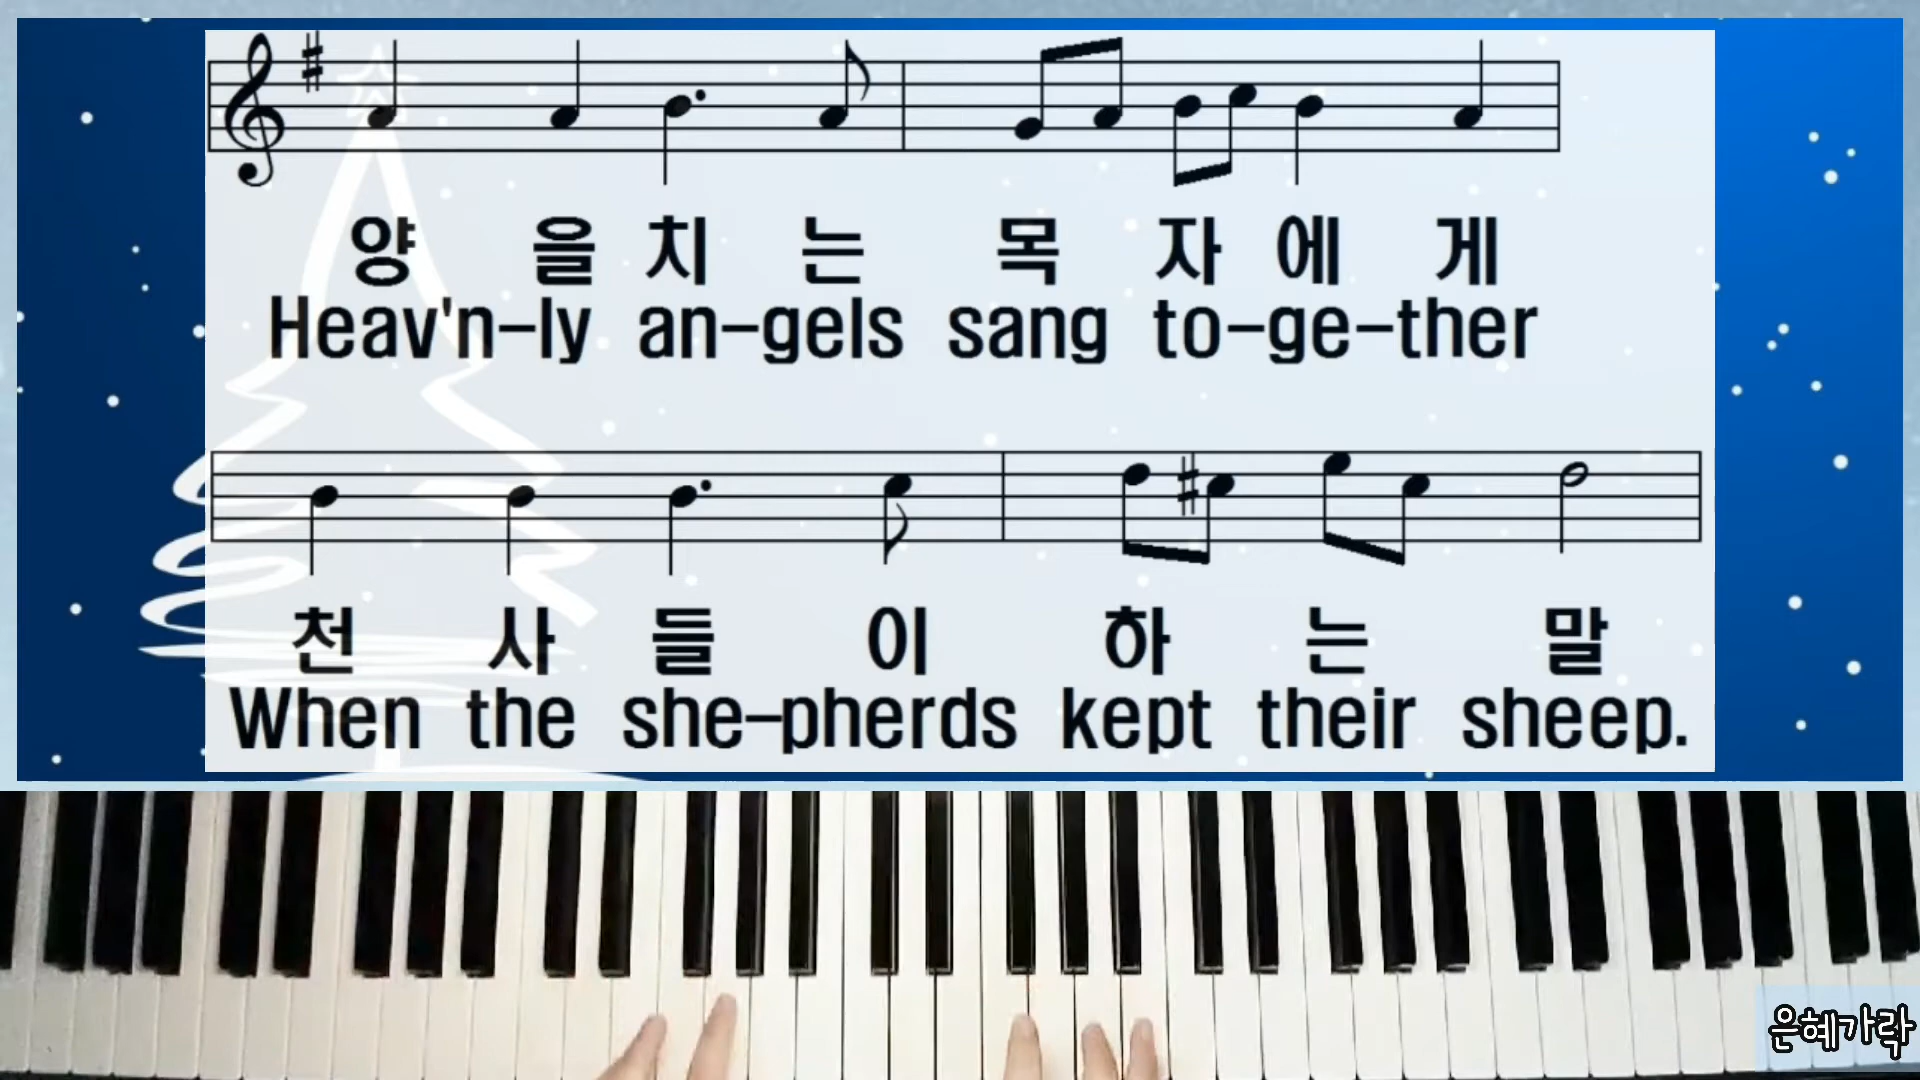 양 을 치 는 목 자 에 게
Heav'n-ly an-gels sang to-ge-ther
천 사 들 이 하 는 말
When the she-pherds kept their sheep.
은혜가락